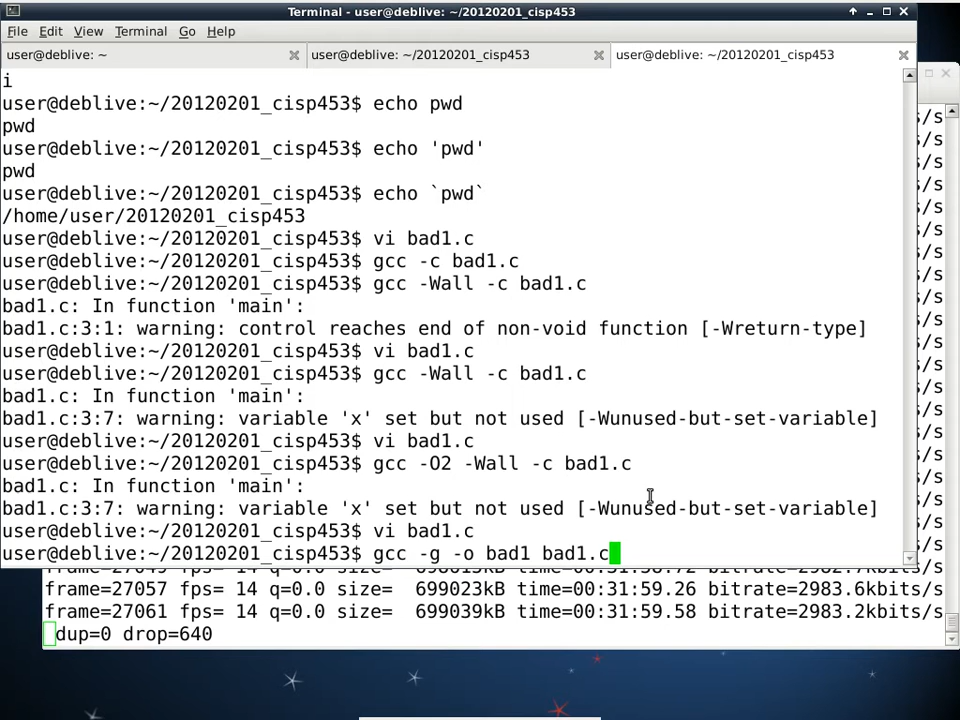 Terminal - user@deblive: ~/20120201_cisp453
File Edit View Terminal Go Help
user@deblive: ~
user@deblive: ~/20120201_cisp453
user@deblive: ~/20120201_cisp453
i
user@deblive:~/20120201_cisp453$ echo pwd
pwd
user@deblive:~/20120201_cisp453$ echo 'pwd'
pwd
user@deblive:~/20120201_cisp453$ echo `pwd`
/home/user/20120201_cisp453
user@deblive:~/20120201_cisp453$ vi bad1.c
user@deblive:~/20120201_cisp453$ gcc -c bad1.c
user@deblive:~/20120201_cisp453$ gcc -Wall -c bad1.c
bad1.c: In function 'main':
bad1.c:3:1: warning: control reaches end of non-void function [-Wreturn-type]
user@deblive:~/20120201_cisp453$ vi bad1.c
user@deblive:~/20120201_cisp453$ gcc -Wall -c bad1.c
bad1.c: In function 'main':
bad1.c:3:7: warning: variable 'x' set but not used [-Wunused-but-set-variable]
user@deblive:~/20120201_cisp453$ vi bad1.c
user@deblive:~/20120201_cisp453$ gcc -O2 -Wall -c bad1.c
bad1.c: In function 'main':
bad1.c:3:7: warning: variable 'x' set but not used [-Wunused-but-set-variable]
user@deblive:~/20120201_cisp453$ vi bad1.c
user@deblive:~/20120201_cisp453$ gcc -g -o bad1 bad1.c
frame=27057 fps= 14 q=0.0 size=  699023kB time=00:31:59.26 bitrate=2983.6kbits/s
frame=27061 fps= 14 q=0.0 size=  699039kB time=00:31:59.58 bitrate=2983.2kbits/s
dup=0 drop=640